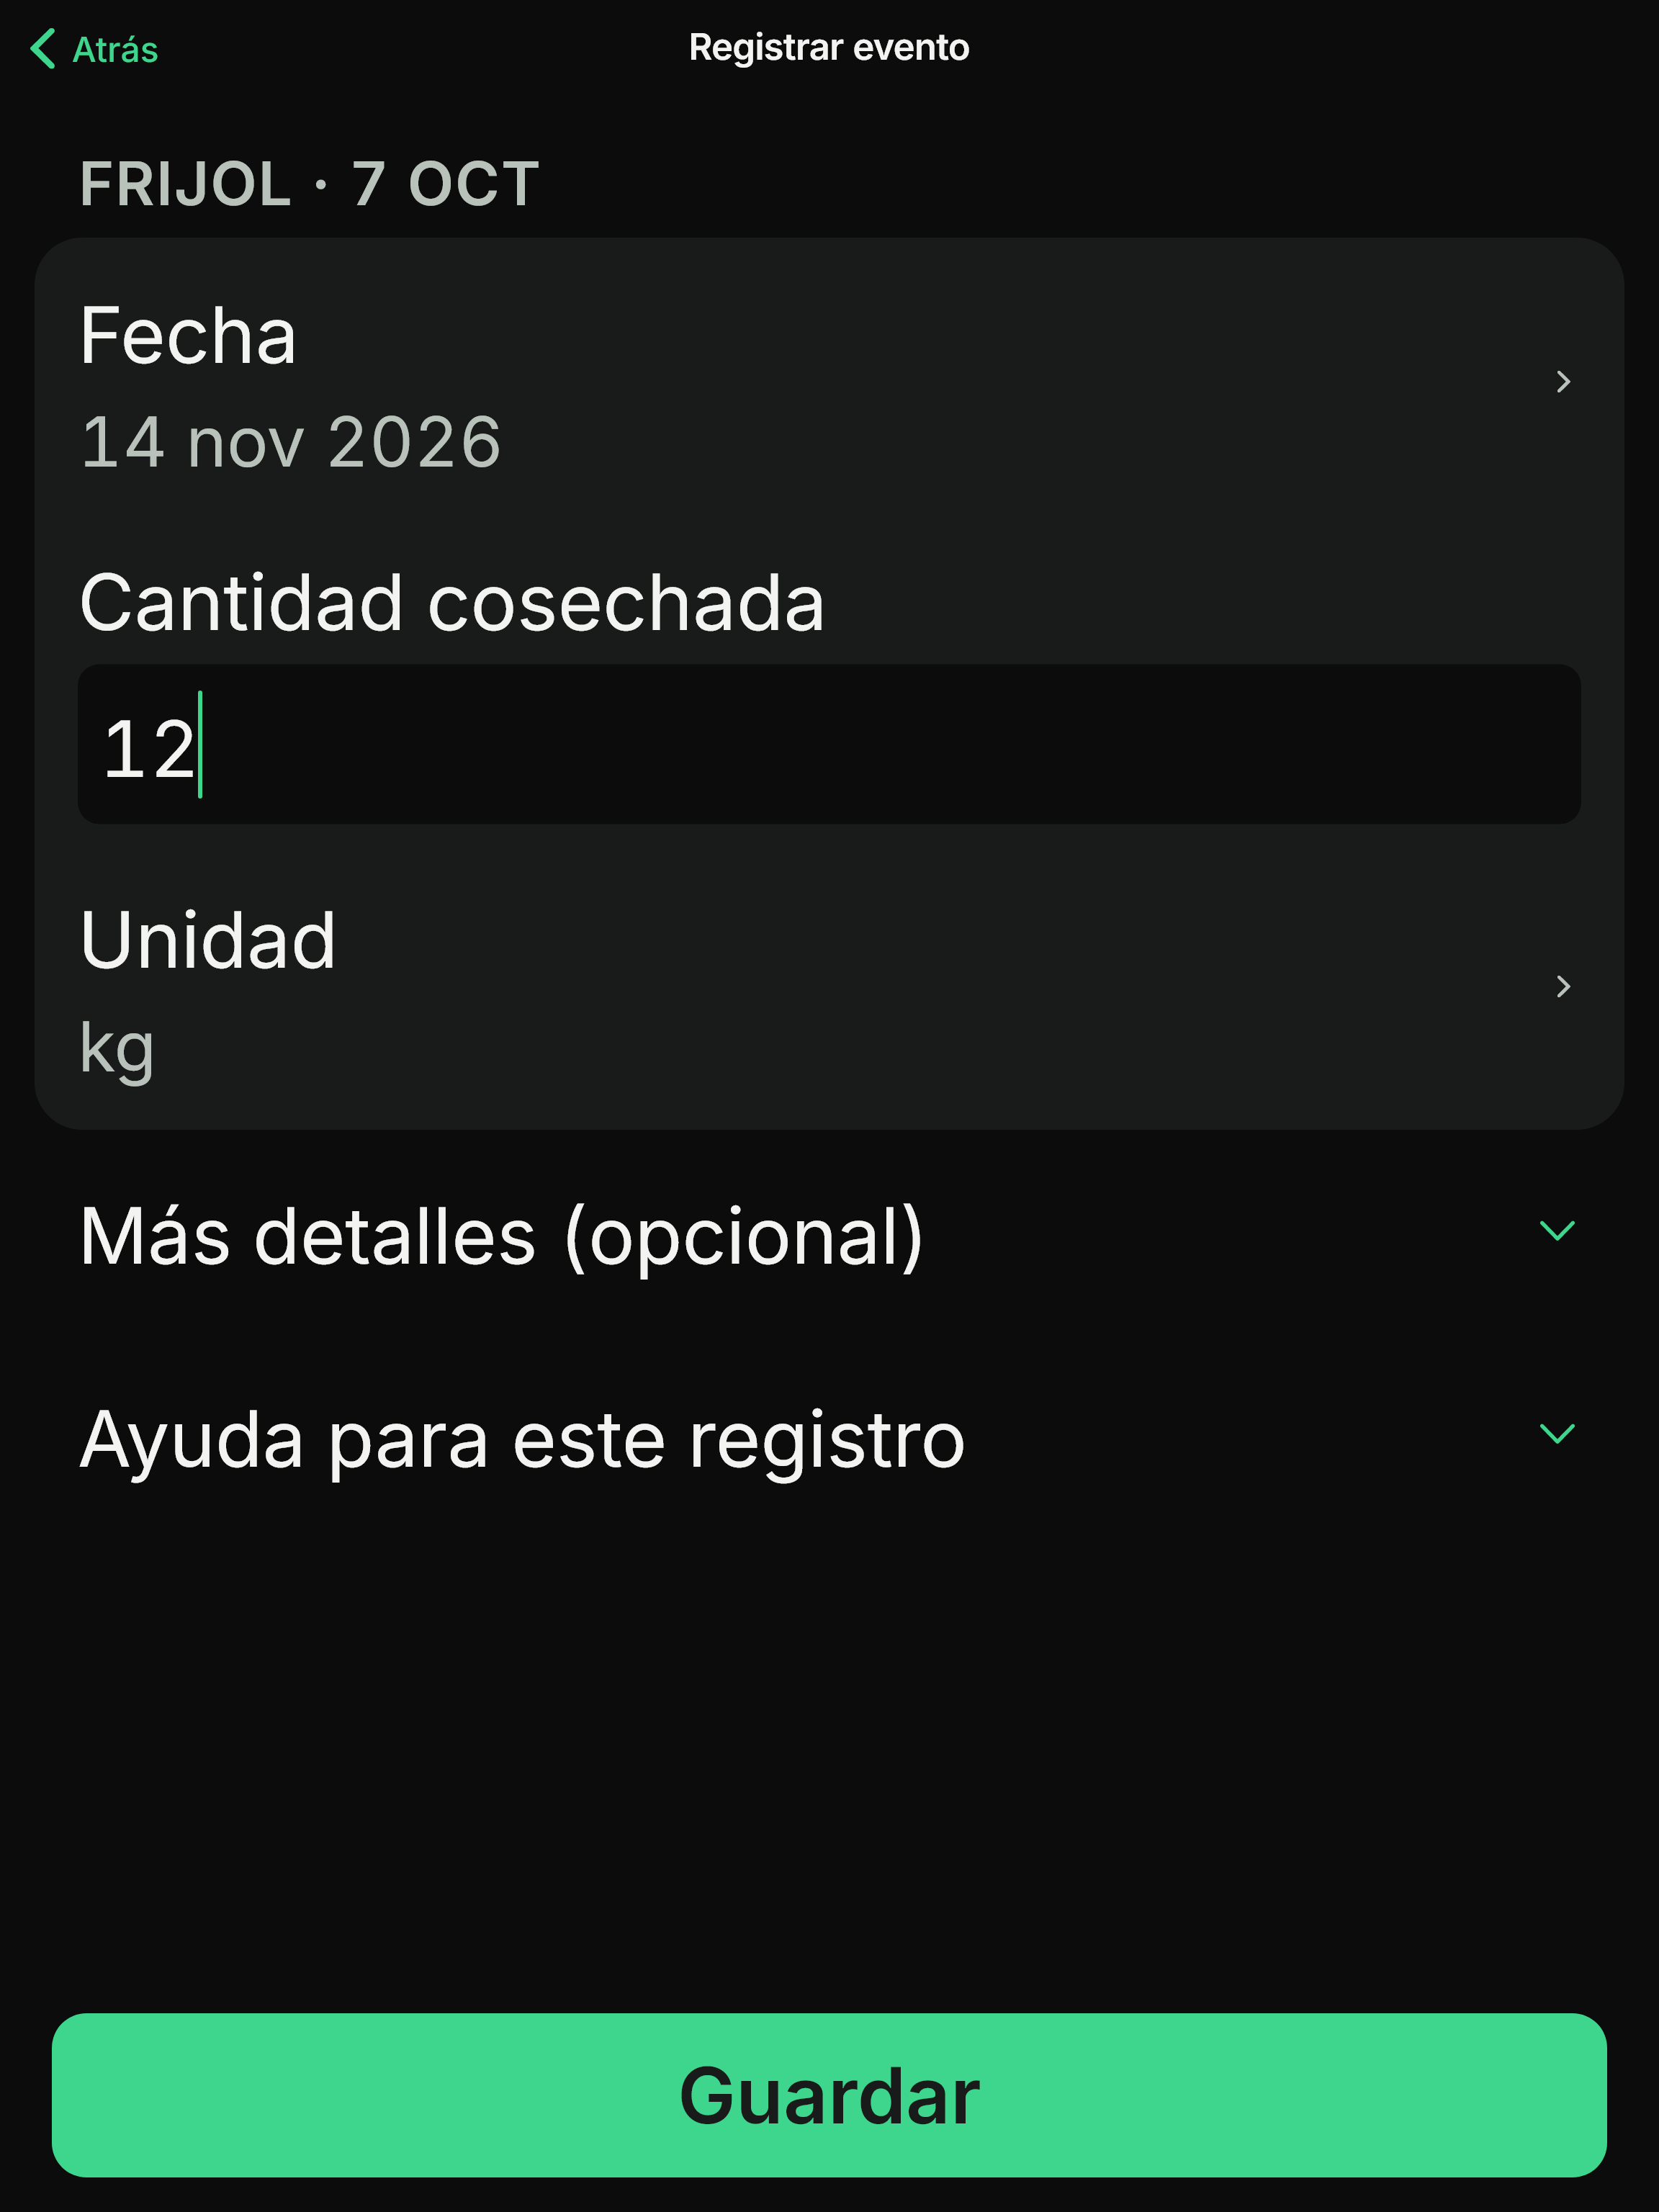 Atrás
Registrar evento
FRIJOL · 7 OCT
Fecha
14 nov 2026
Cantidad cosechada
12
Unidad
kg
Más detalles (opcional)
Ayuda para este registro
Guardar